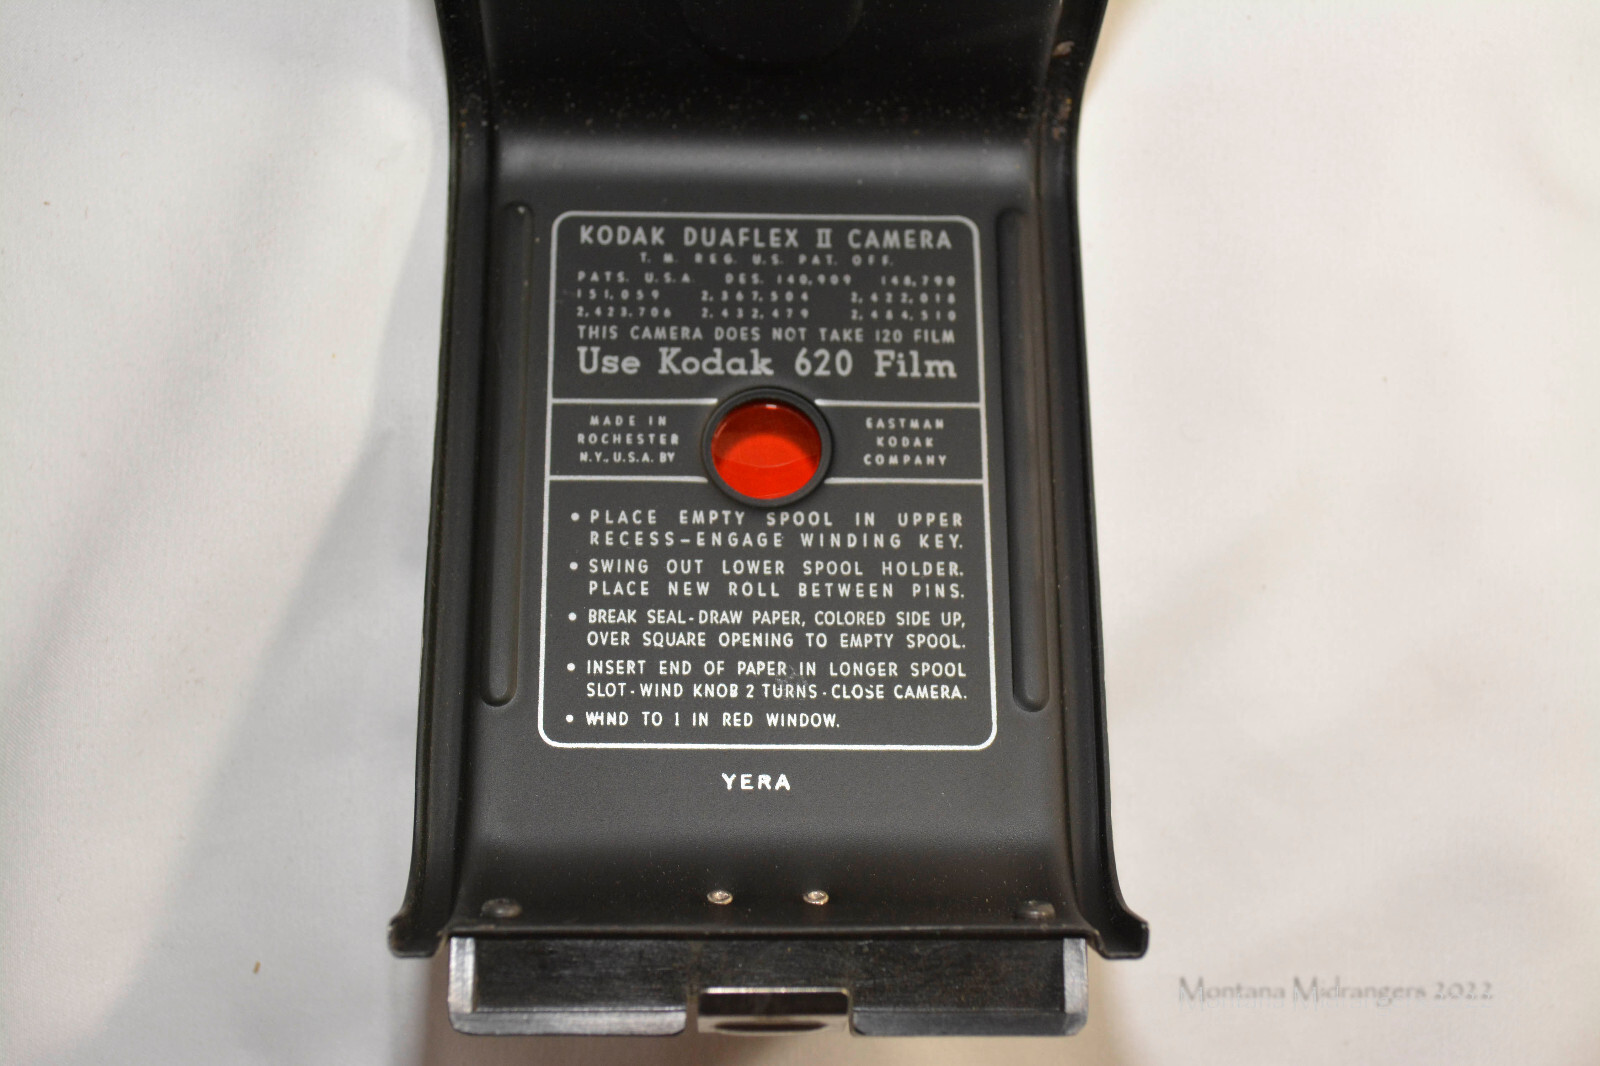 KODAK DUAFLEX II CAMERA
T. M. REG. U.S. PAT. OFF.
PATS. U.S.A. DES. 140,909 148,790
151,059 2,367,504 2,422,018
2,423,706 2,432,479 2,484,510
THIS CAMERA DOES NOT TAKE 120 FILM
Use Kodak 620 Film
MADE IN
ROCHESTER
N.Y., U.S.A. BY
EASTMAN
KODAK
COMPANY
• PLACE EMPTY SPOOL IN UPPER
RECESS-ENGAGE WINDING KEY.
• SWING OUT LOWER SPOOL HOLDER.
PLACE NEW ROLL BETWEEN PINS.
• BREAK SEAL-DRAW PAPER, COLORED SIDE UP,
OVER SQUARE OPENING TO EMPTY SPOOL.
• INSERT END OF PAPER IN LONGER SPOOL
SLOT-WIND KNOB 2 TURNS-CLOSE CAMERA.
• WIND TO 1 IN RED WINDOW.
YERA
Montana Midrangers 2022